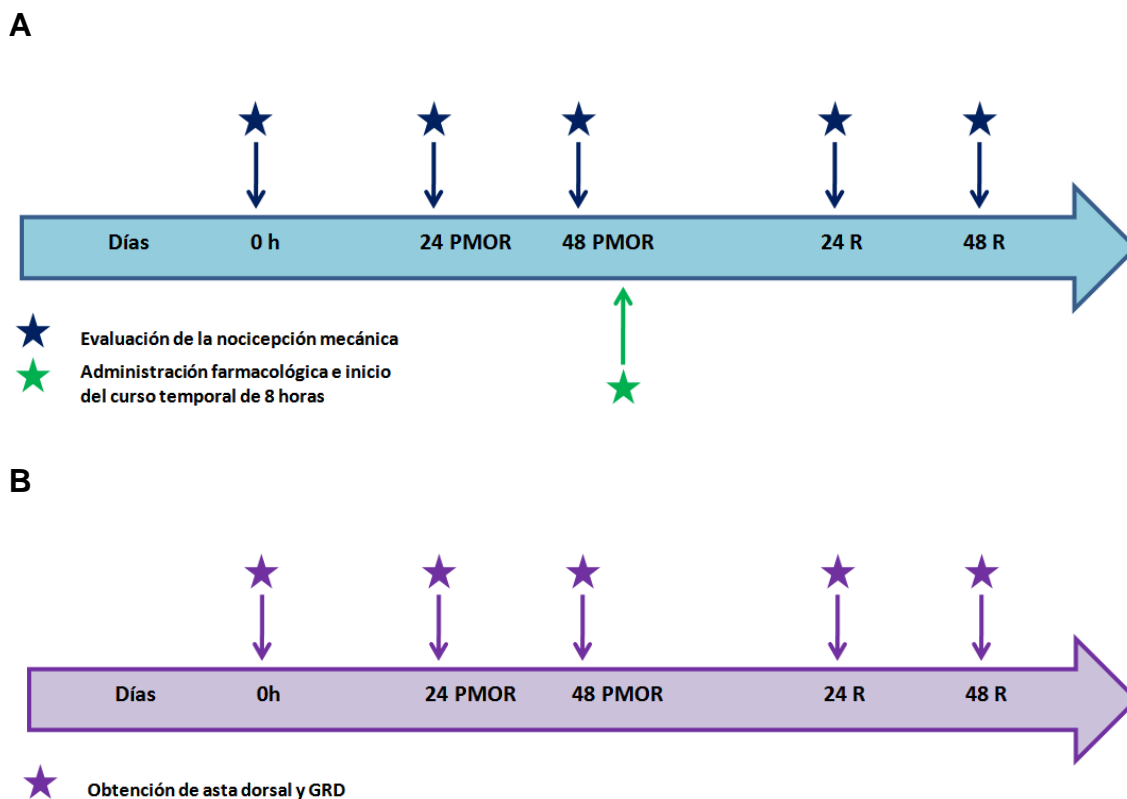 A
Días 0 h 24 PMOR 48 PMOR 24 R 48 R
Evaluación de la nocicepción mecánica
Administración farmacológica e inicio
del curso temporal de 8 horas
B
Días 0h 24 PMOR 48 PMOR 24 R 48 R
Obtención de asta dorsal y GRD